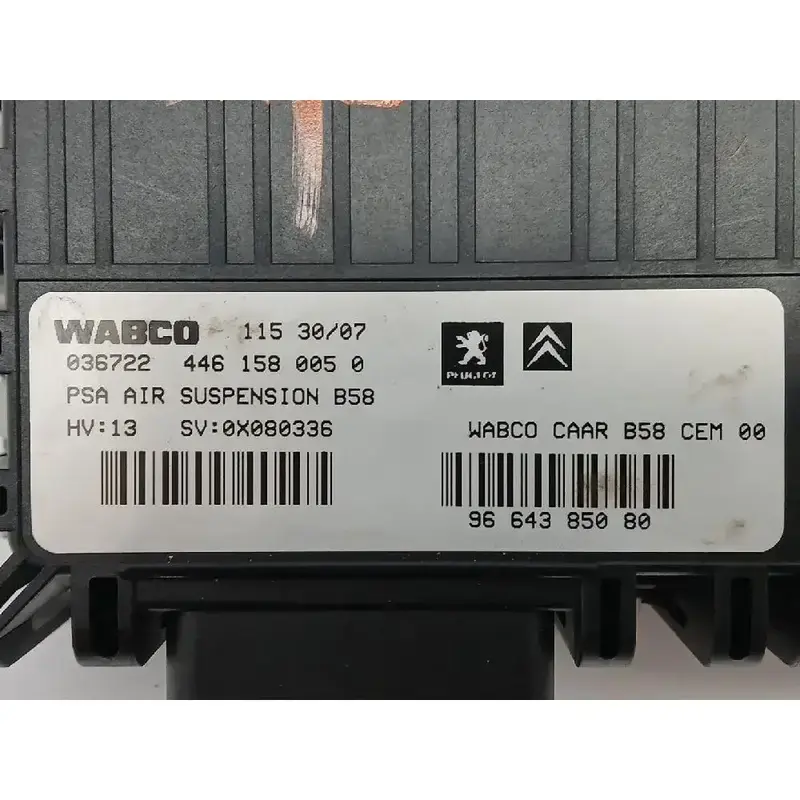 WABCO 115 30/07
036722 446 158 005 0
PSA AIR SUSPENSION B58
HV:13 SV:0X080336
PEUGEOT
WABCO CAAR B58 CEM 00
96 643 850 80